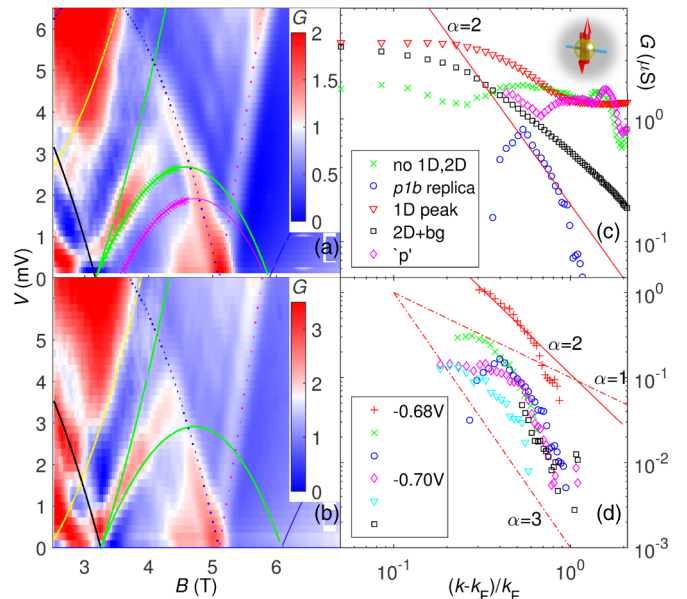 G
6
5
4
3
2
1
0
V (mV)
2
1.5
1
0.5
0
(a)
α=2
G (μS)
10⁰
10⁻¹
no 1D,2D
p1b replica
1D peak
2D+bg
`p'
(c)
6
5
4
3
2
1
0
G
3
2
1
0
(b)
3 4 5 6 7
B (T)
10⁰
10⁻¹
10⁻²
10⁻³
α=2
α=1
α=3
-0.68V
-0.70V
(d)
10⁻¹ 10⁰
(k-k_F)/k_F